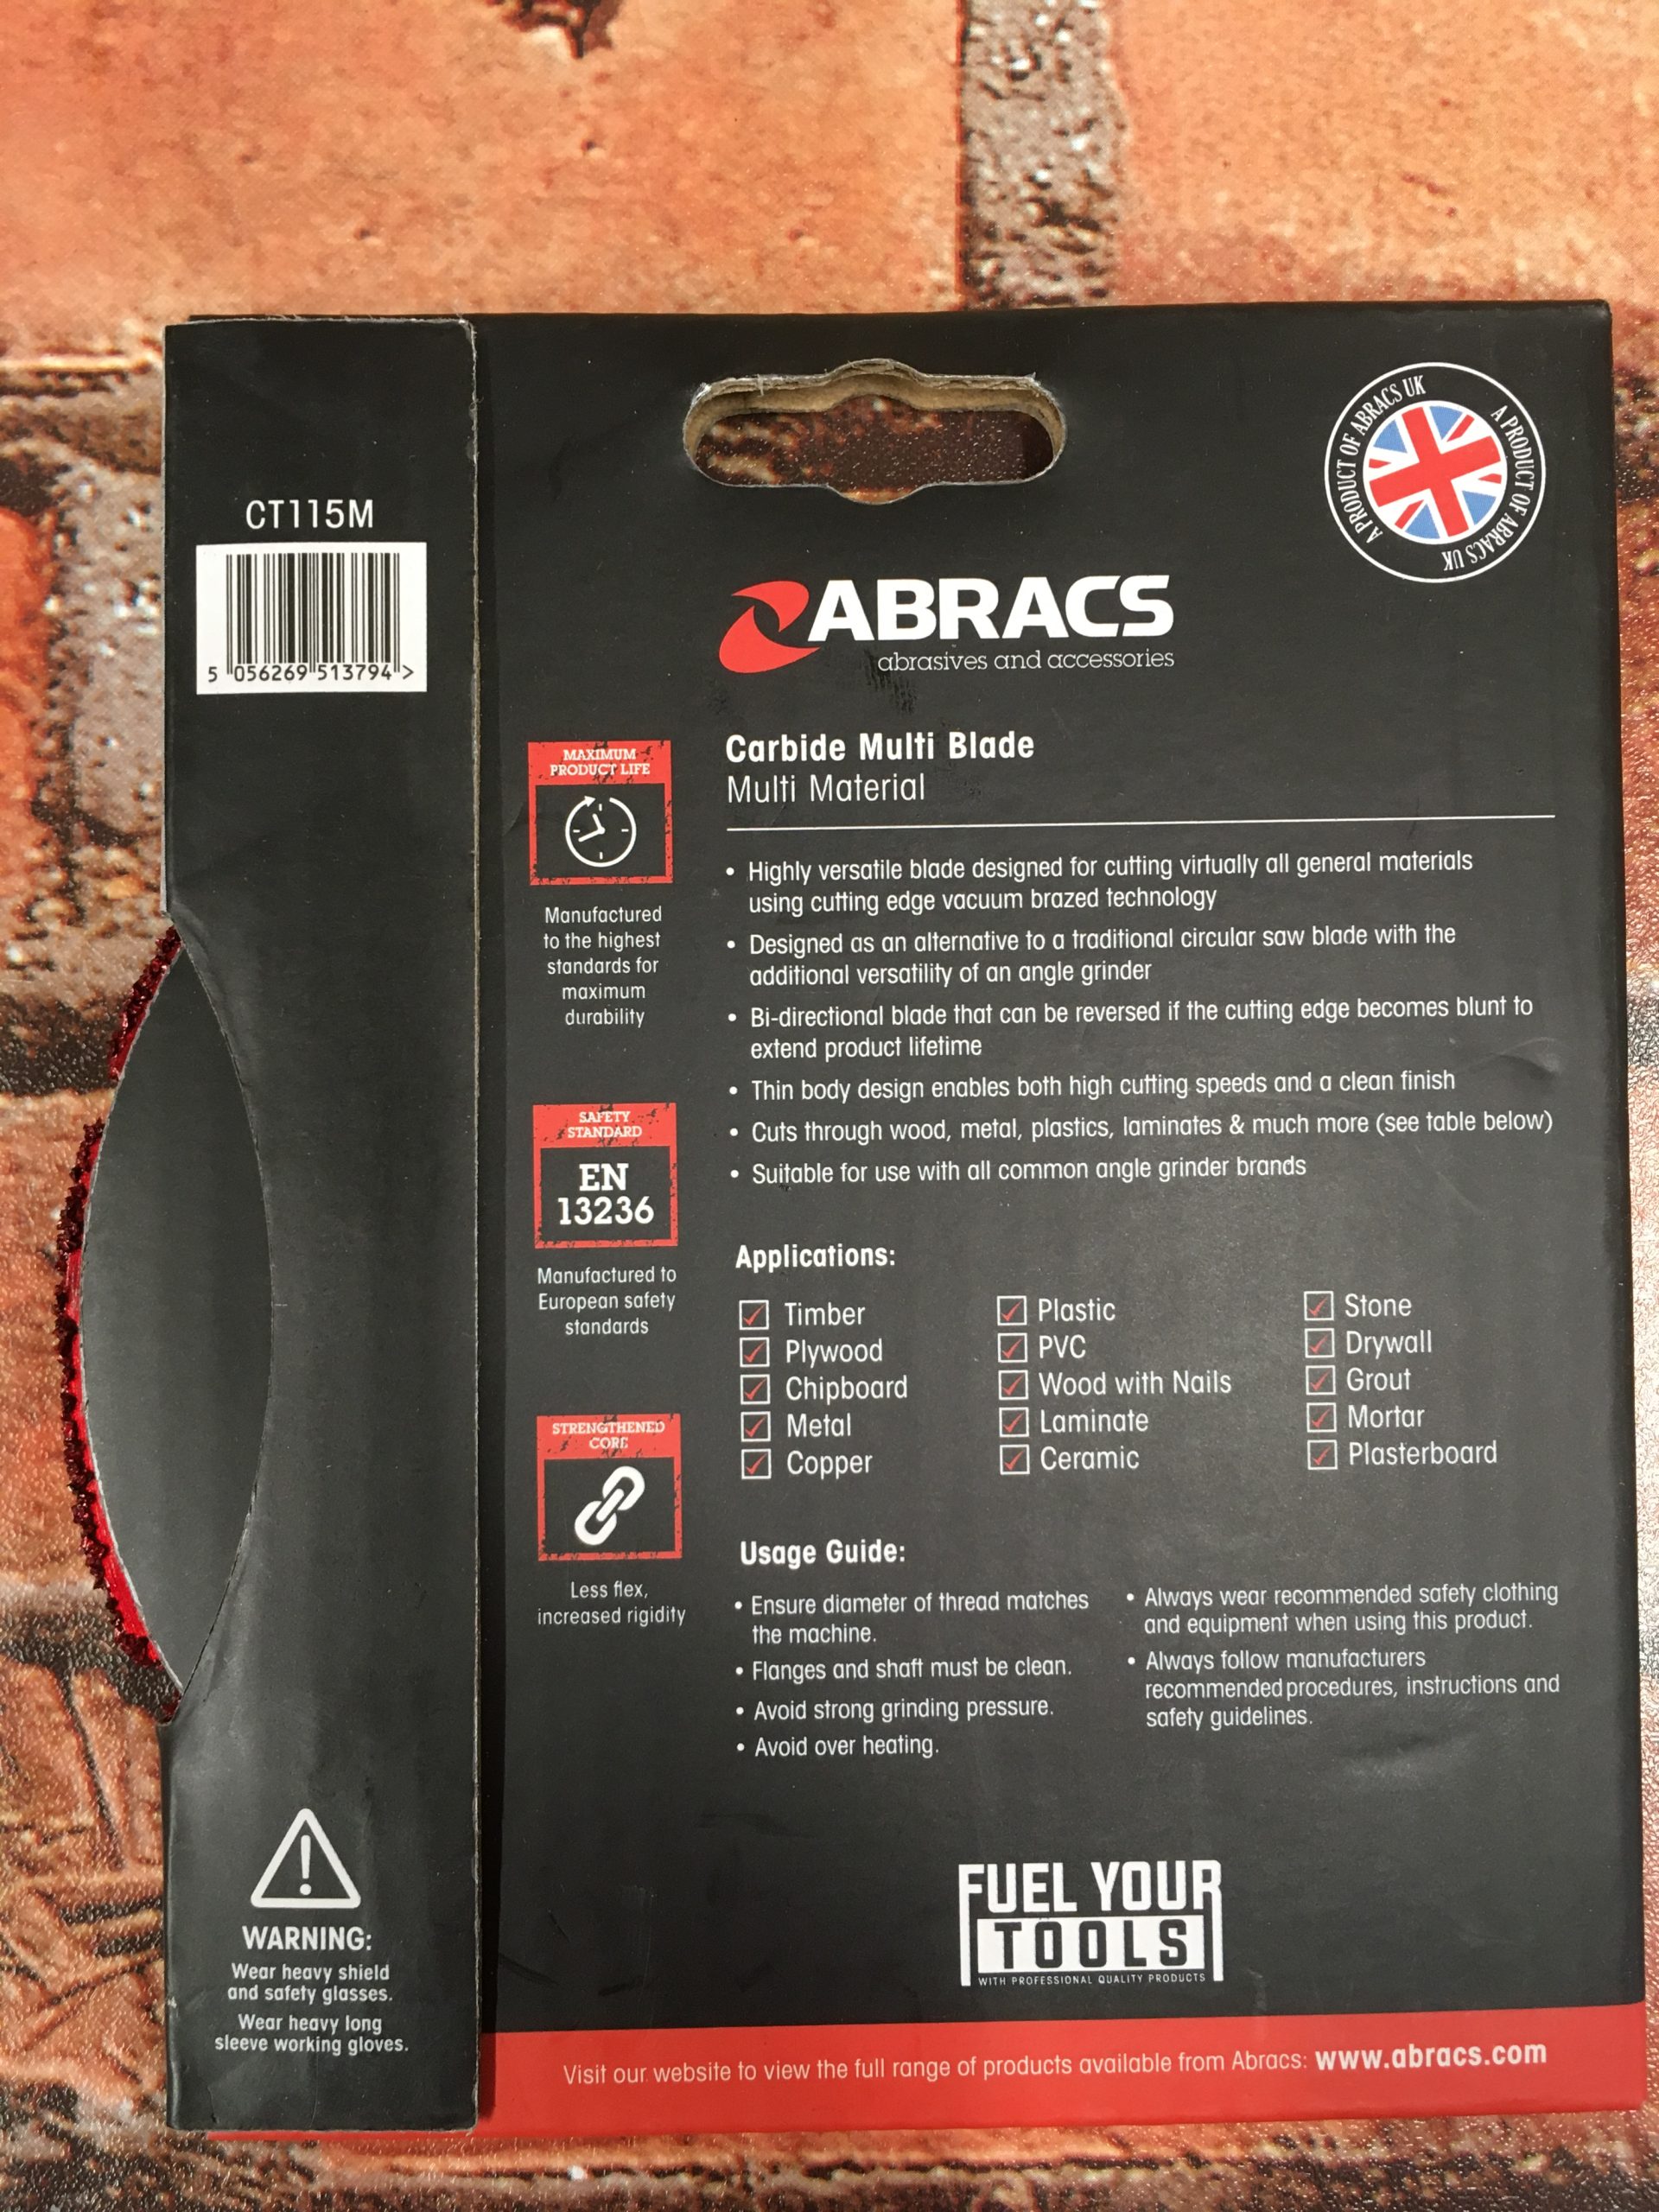 CT115M
5 056269 513794 >
WARNING:
Wear heavy shield
and safety glasses.
Wear heavy long
sleeve working gloves.
A PRODUCT OF ABRACS UK
A PRODUCT OF ABRACS UK
ABRACS
abrasives and accessories
MAXIMUM
PRODUCT LIFE
Manufactured
to the highest
standards for
maximum
durability
SAFETY
STANDARD
EN
13236
Manufactured to
European safety
standards
STRENGTHENED
CORE
Less flex,
increased rigidity
Carbide Multi Blade
Multi Material
• Highly versatile blade designed for cutting virtually all general materials
using cutting edge vacuum brazed technology
• Designed as an alternative to a traditional circular saw blade with the
additional versatility of an angle grinder
• Bi-directional blade that can be reversed if the cutting edge becomes blunt to
extend product lifetime
• Thin body design enables both high cutting speeds and a clean finish
• Cuts through wood, metal, plastics, laminates & much more (see table below)
• Suitable for use with all common angle grinder brands
Applications:
Timber
Plywood
Chipboard
Metal
Copper
Plastic
PVC
Wood with Nails
Laminate
Ceramic
Stone
Drywall
Grout
Mortar
Plasterboard
Usage Guide:
• Ensure diameter of thread matches
the machine.
• Flanges and shaft must be clean.
• Avoid strong grinding pressure.
• Avoid over heating.
• Always wear recommended safety clothing
and equipment when using this product.
• Always follow manufacturers
recommended procedures, instructions and
safety guidelines.
FUEL YOUR
TOOLS
WITH PROFESSIONAL QUALITY PRODUCTS
Visit our website to view the full range of products available from Abracs: www.abracs.com